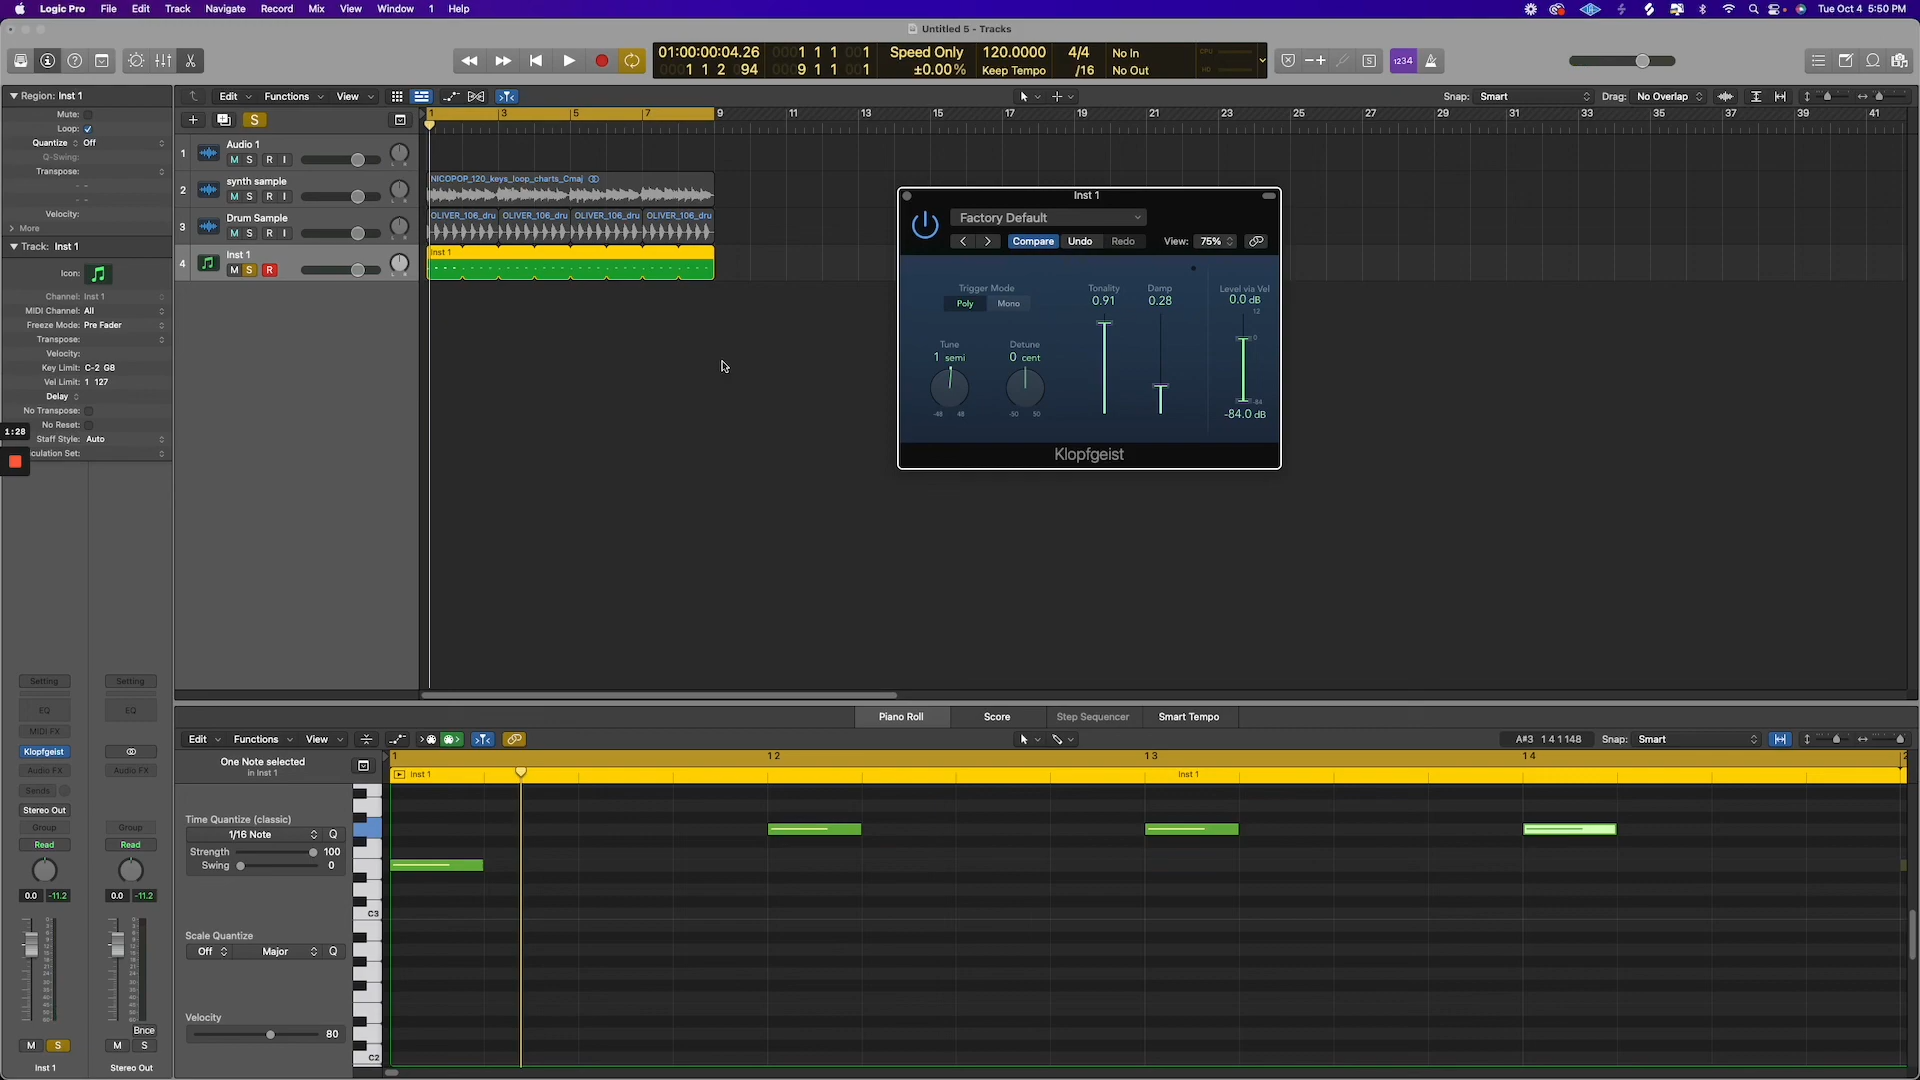 Logic Pro File Edit Track Navigate Record Mix View Window 1 Help
Tue Oct 4 5:50 PM
Untitled 5 - Tracks
01:00:00:04.26
1 1 2 94
0001 1 1 001
0009 1 1 001
Speed Only
±0.00%
120.0000
Keep Tempo
4/4
/16
No In
No Out
CPU
HD
1234
S
Region: Inst 1
Mute:
Loop:
Quantize Off
Q-Swing:
Transpose:
Velocity:
More
Track: Inst 1
Icon:
Channel: Inst 1
MIDI Channel: All
Freeze Mode: Pre Fader
Transpose:
Velocity:
Key Limit: C-2 G8
Vel Limit: 1 127
Delay
No Transpose:
No Reset:
1:28
Staff Style: Auto
culation Set:
Edit Functions View
Snap: Smart
Drag: No Overlap
S
1 3 5 7 9 11 13 15 17 19 21 23 25 27 29 31 33 35 37 39 41
1 Audio 1
M S R I
2 synth sample
M S R I
3 Drum Sample
M S R I
4 Inst 1
M S R
NICOPOP_120_keys_loop_charts_Cmaj
OLIVER_106_dru OLIVER_106_dru OLIVER_106_dru OLIVER_106_dru
Inst 1
Inst 1
Factory Default
Compare Undo Redo View: 75%
Trigger Mode
Poly Mono
Tonality
0.91
Damp
0.28
Level via Vel
0.0 dB
12
0
-84
-84.0 dB
Tune
1 semi
-48 48
Detune
0 cent
-50 50
Klopfgeist
Setting Setting
EQ EQ
MIDI FX
Klopfgeist
Audio FX Audio FX
Sends
Stereo Out
Group Group
Read Read
0.0 -11.2 0.0 -11.2
Bnce
M S M S
Inst 1 Stereo Out
Piano Roll Score Step Sequencer Smart Tempo
Edit Functions View
A#3 1 4 1 148
Snap: Smart
One Note selected
in Inst 1
1 1 2 1 3 1 4 2
Inst 1 Inst 1
Time Quantize (classic)
1/16 Note Q
Strength 100
Swing 0
Scale Quantize
Off Major Q
Velocity
80
C3
C2